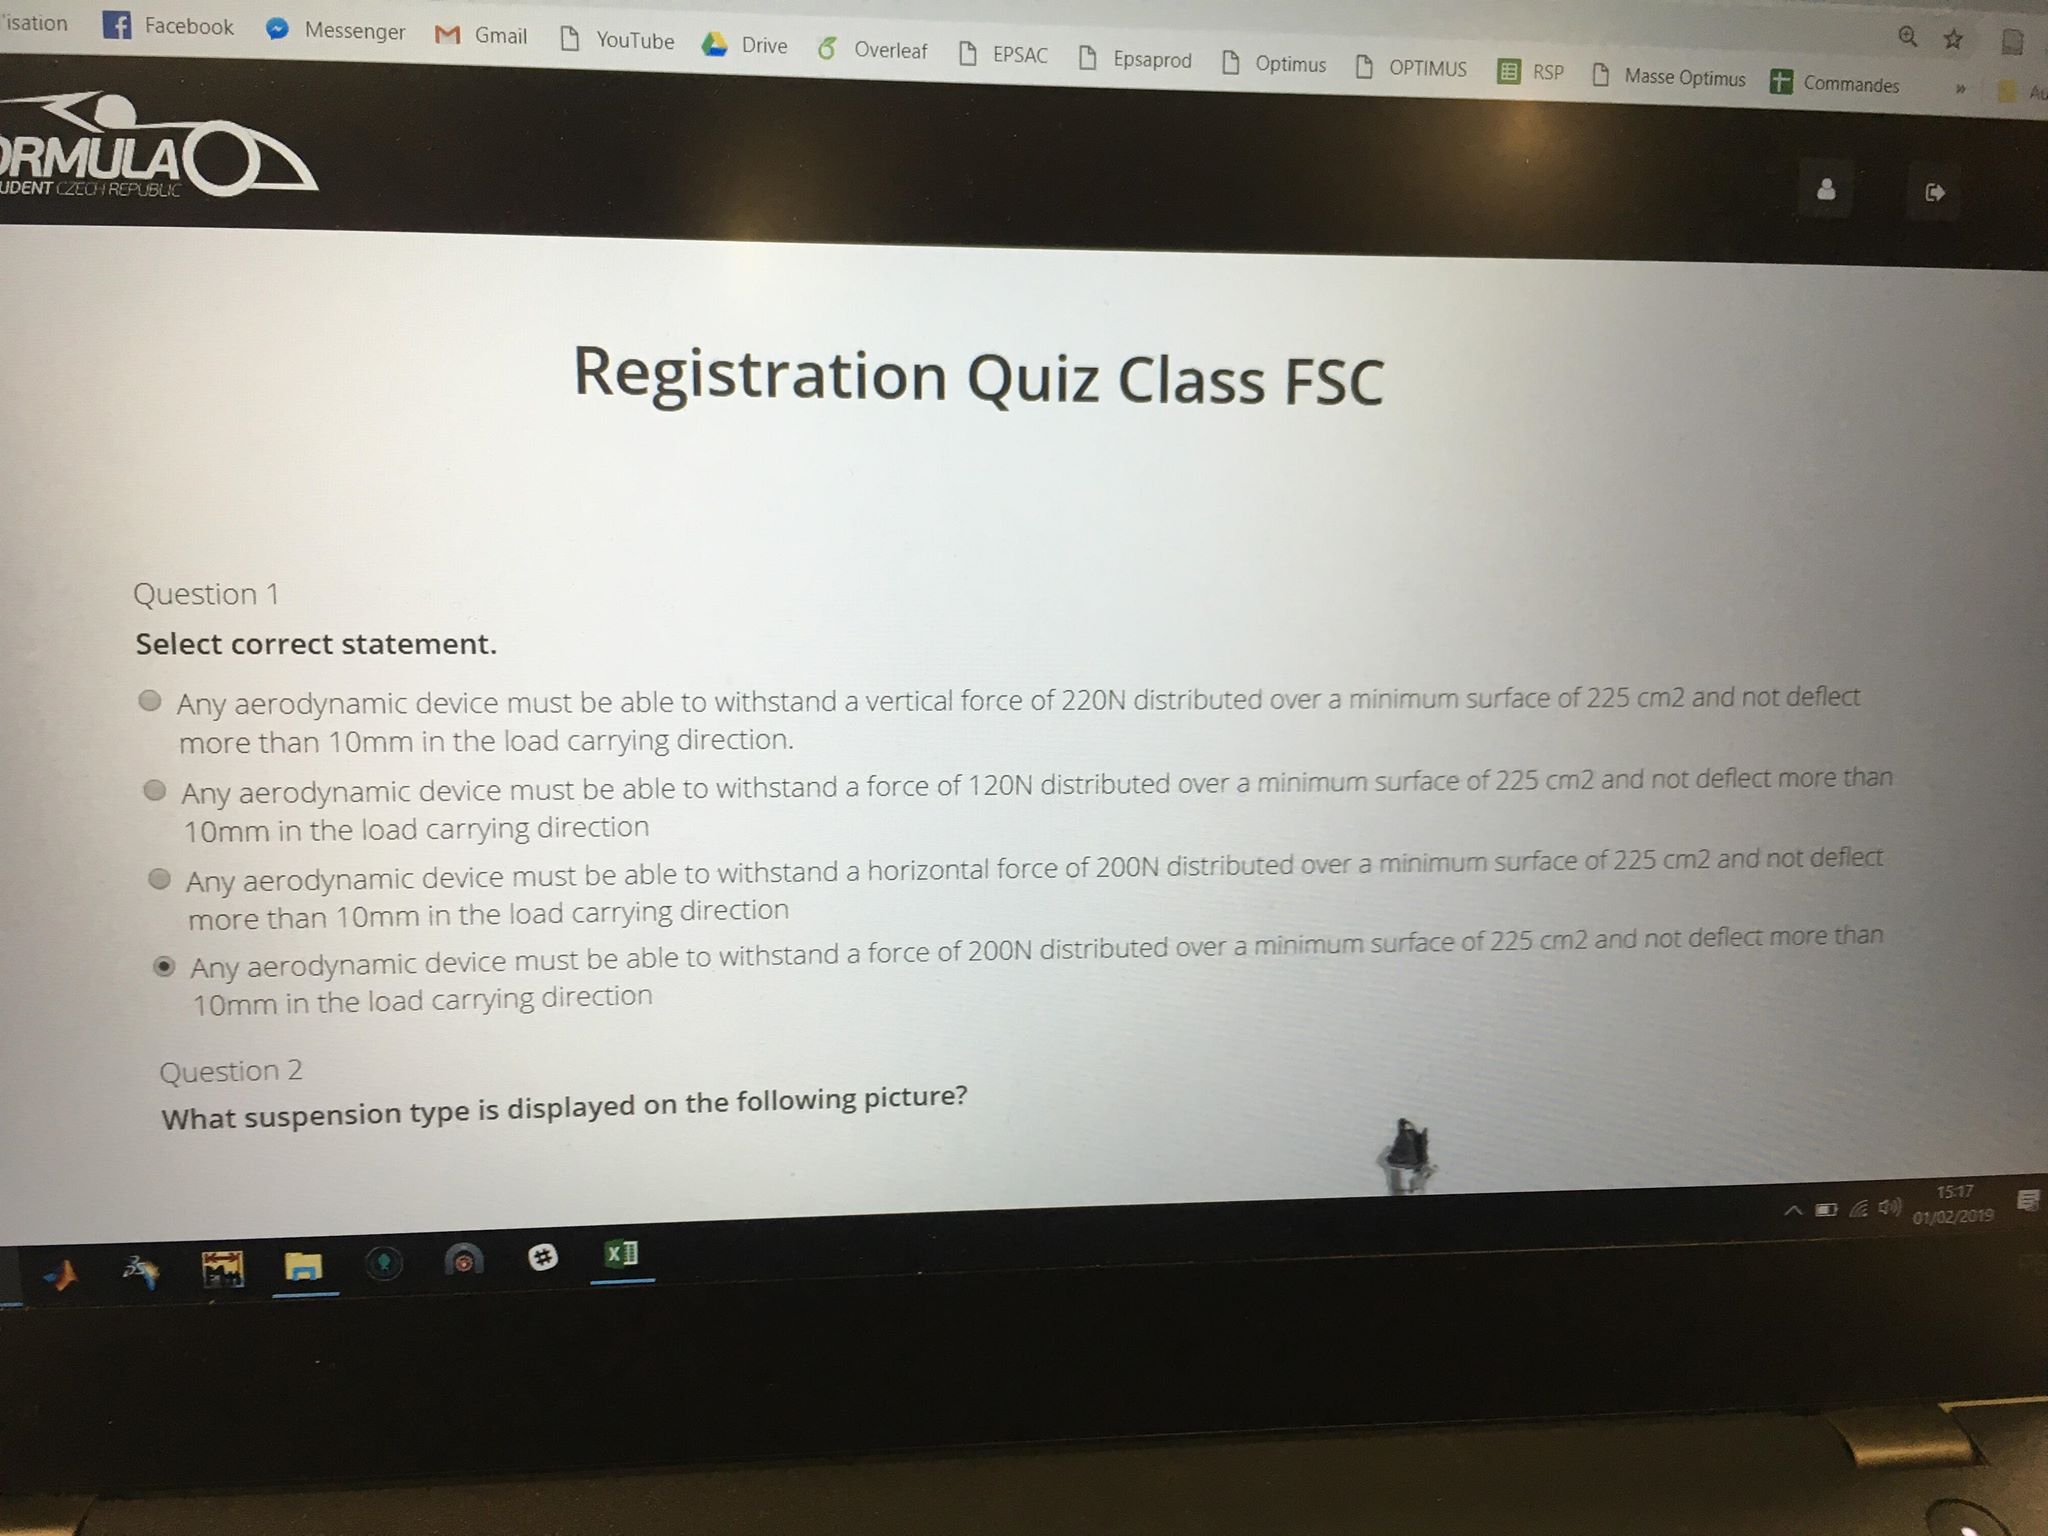 'isation Facebook Messenger Gmail YouTube Drive Overleaf EPSAC Epsaprod Optimus OPTIMUS RSP Masse Optimus Commandes » Au
ORMULA
UDENT CZECH REPUBLIC
Registration Quiz Class FSC
Question 1
Select correct statement.
Any aerodynamic device must be able to withstand a vertical force of 220N distributed over a minimum surface of 225 cm2 and not deflect
more than 10mm in the load carrying direction.
Any aerodynamic device must be able to withstand a force of 120N distributed over a minimum surface of 225 cm2 and not deflect more than
10mm in the load carrying direction
Any aerodynamic device must be able to withstand a horizontal force of 200N distributed over a minimum surface of 225 cm2 and not deflect
more than 10mm in the load carrying direction
Any aerodynamic device must be able to withstand a force of 200N distributed over a minimum surface of 225 cm2 and not deflect more than
10mm in the load carrying direction
Question 2
What suspension type is displayed on the following picture?
15:17
01/02/2019